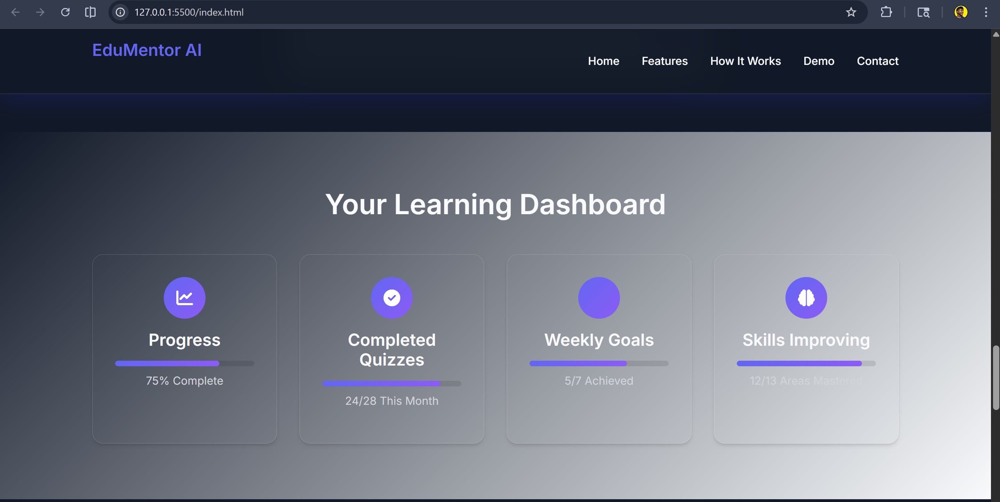 127.0.0.1:5500/index.html
EduMentor AI
Home Features How It Works Demo Contact
Your Learning Dashboard
Progress
75% Complete
Completed
Quizzes
24/28 This Month
Weekly Goals
5/7 Achieved
Skills Improving
12/13 Areas Mastered